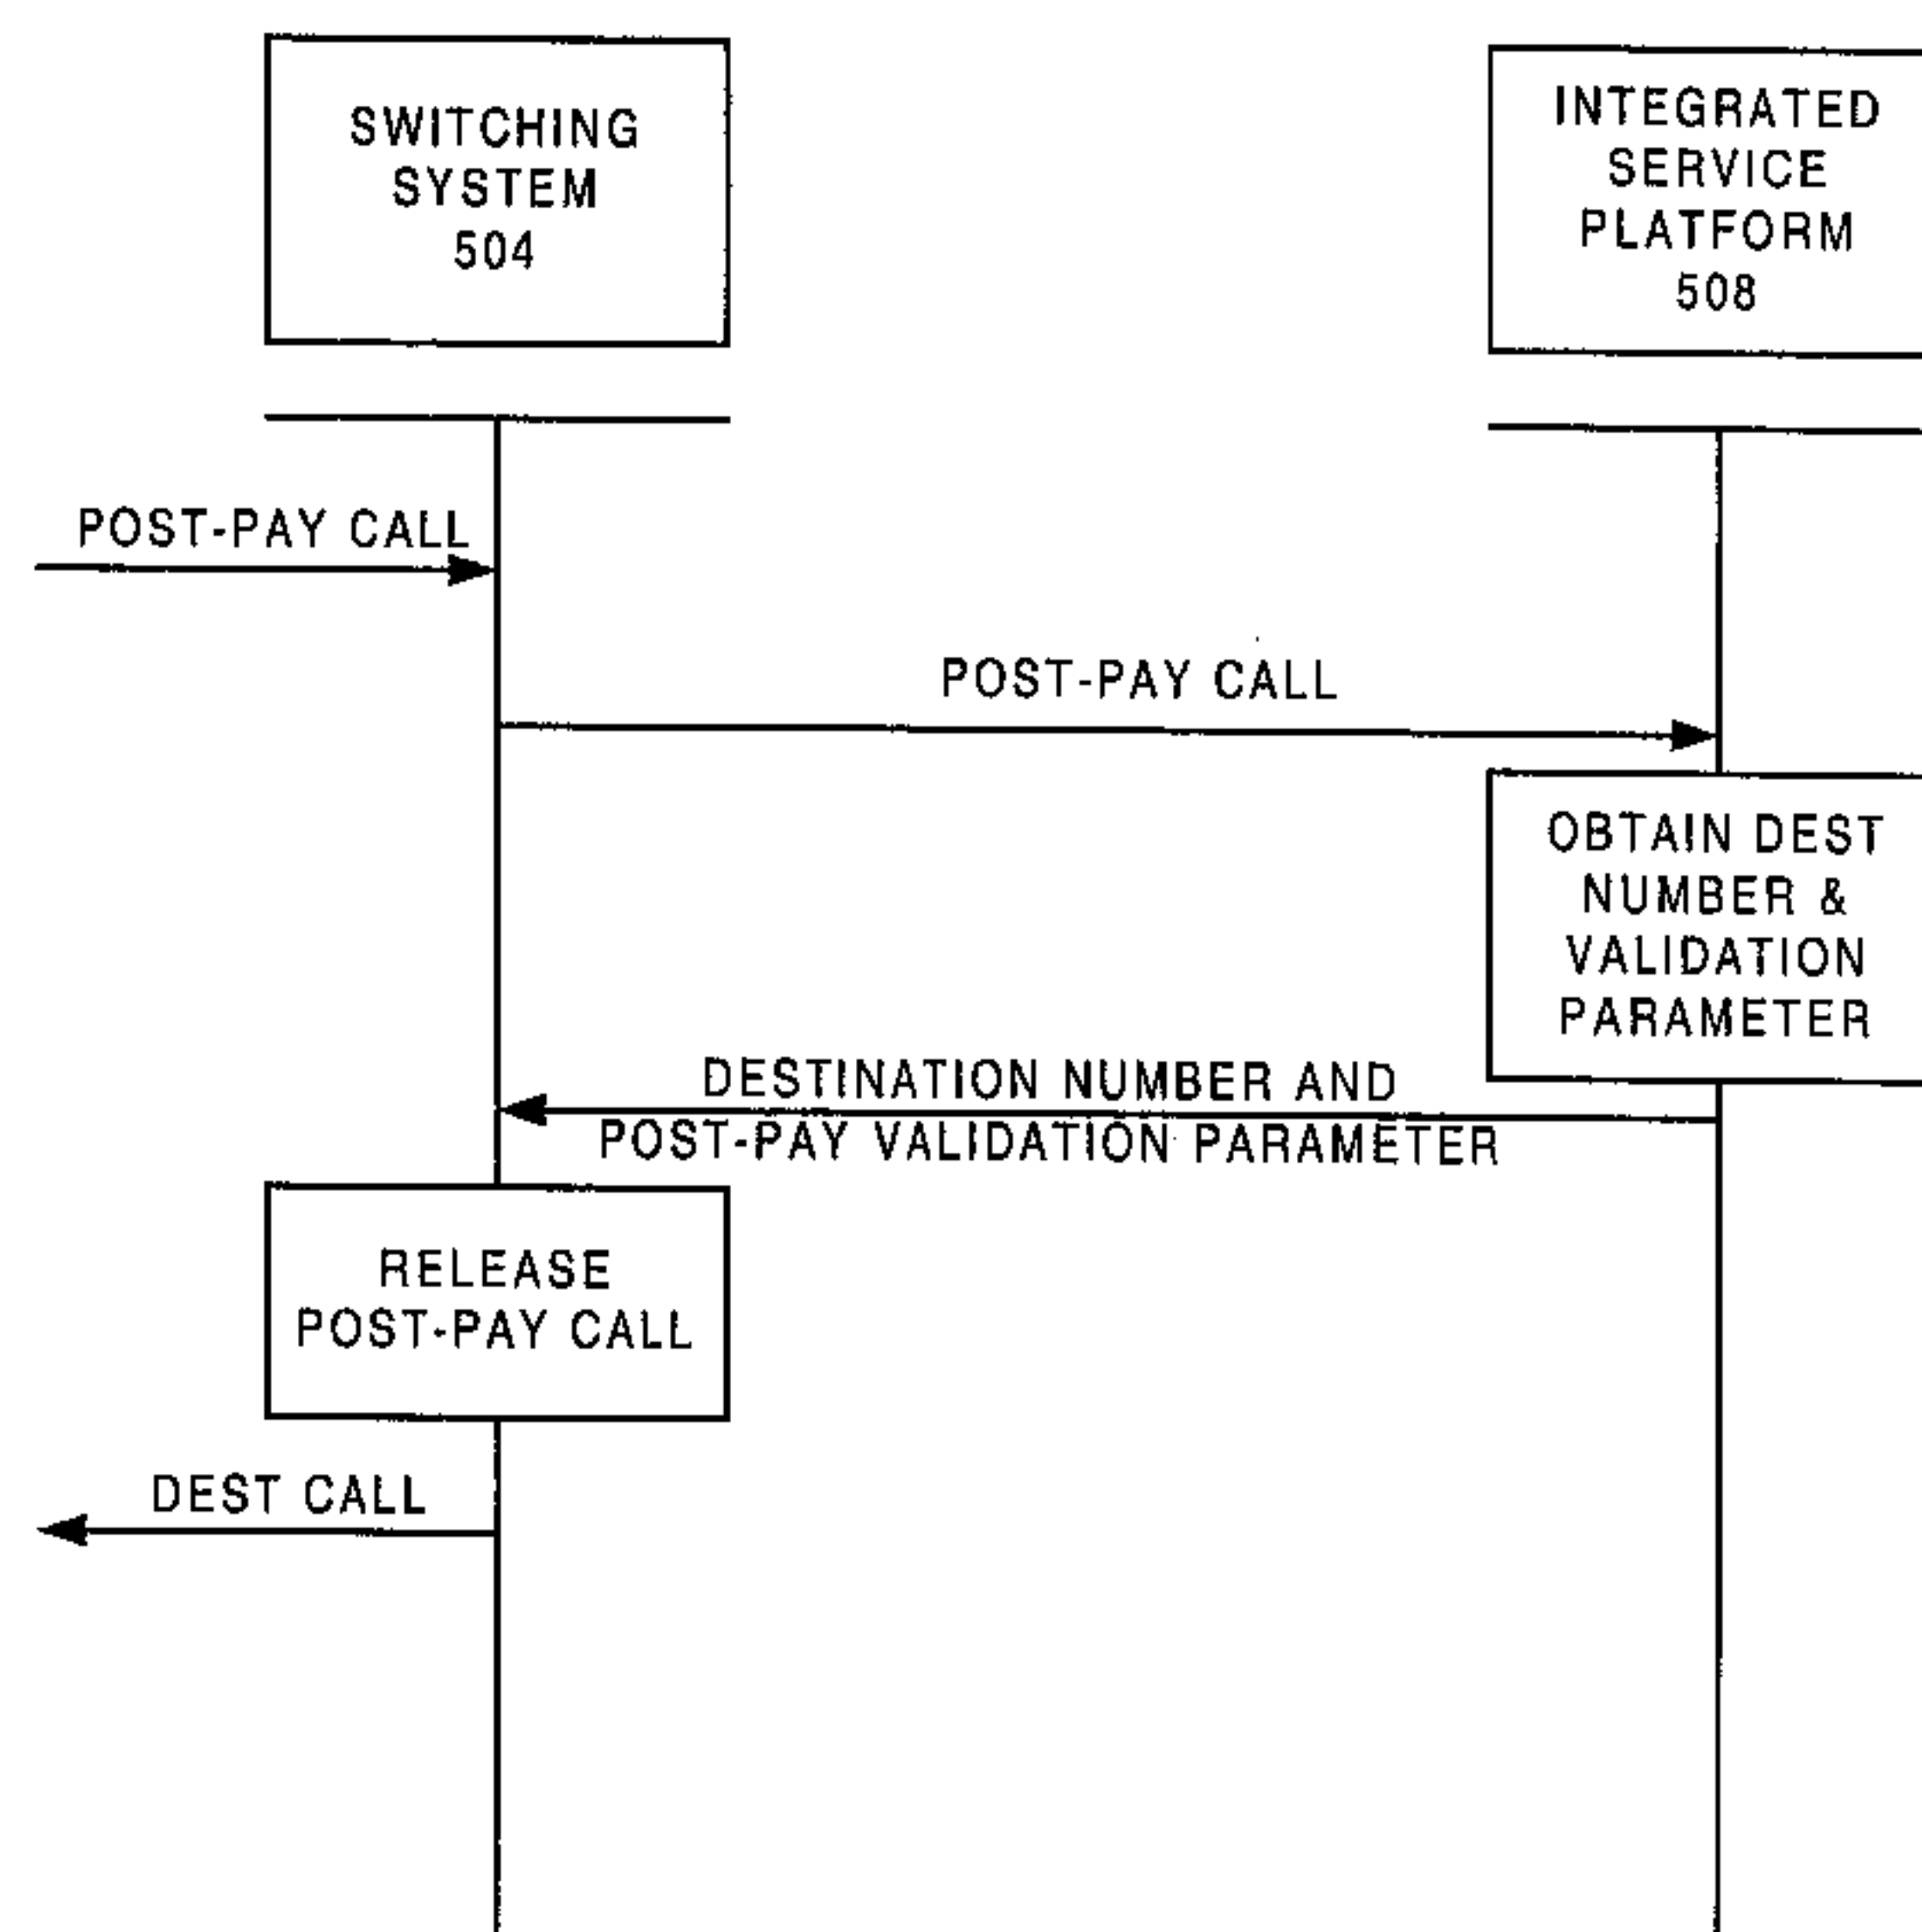 SWITCHING
SYSTEM
504
INTEGRATED
SERVICE
PLATFORM
508
POST-PAY CALL
POST-PAY CALL
OBTAIN DEST
NUMBER &
VALIDATION
PARAMETER
DESTINATION NUMBER AND
POST-PAY VALIDATION PARAMETER
RELEASE
POST-PAY CALL
DEST CALL